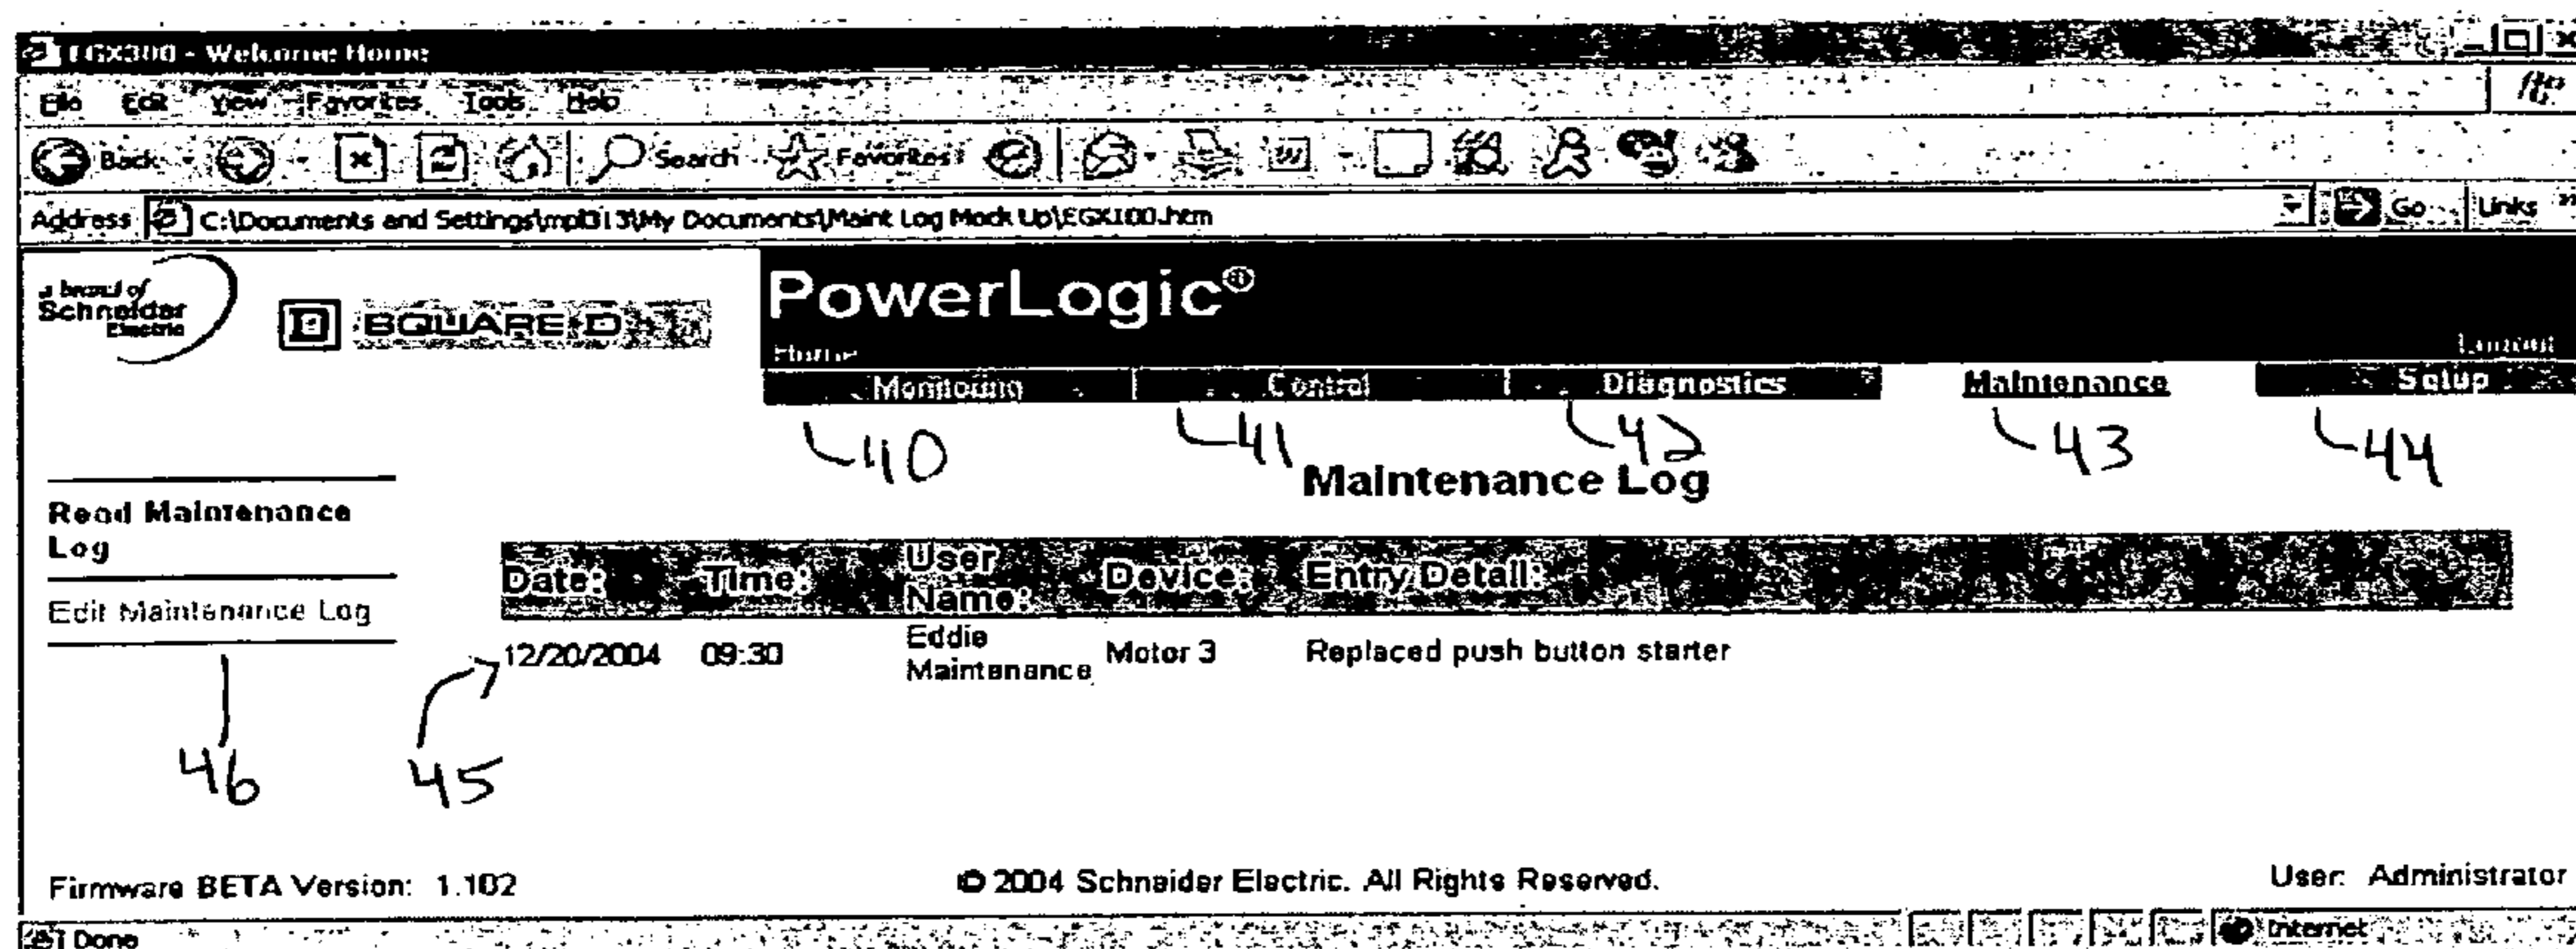 EGX300 - Welcome Home
File Edit View Favorites Tools Help
Back Search Favorites
Address C:\Documents and Settings\mpl313\My Documents\Maint Log Mock Up\EGX100.htm Go Links »
a brand of
Schneider
Electric
D SQUARE D
PowerLogic®
Home Logout
Monitoring Control Diagnostics Maintenance Setup
40 41 42 43 44
Maintenance Log
Read Maintenance
Log
Edit Maintenance Log
Date: Time: User Name: Device: Entry Detail:
12/20/2004 09:30 Eddie Maintenance Motor 3 Replaced push button starter
46 45
Firmware BETA Version: 1.102 © 2004 Schneider Electric. All Rights Reserved. User: Administrator
Done Internet